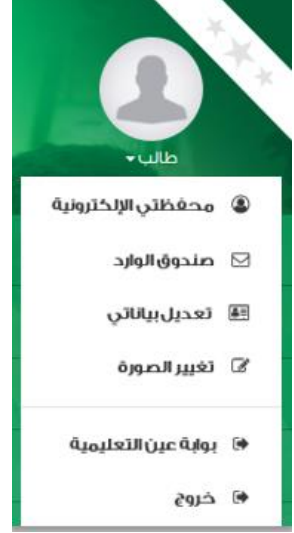 طالب
محفظتي الإلكترونية
صندوق الوارد
تعديل بياناتي
تغيير الصورة
بوابة عين التعليمية
خروج